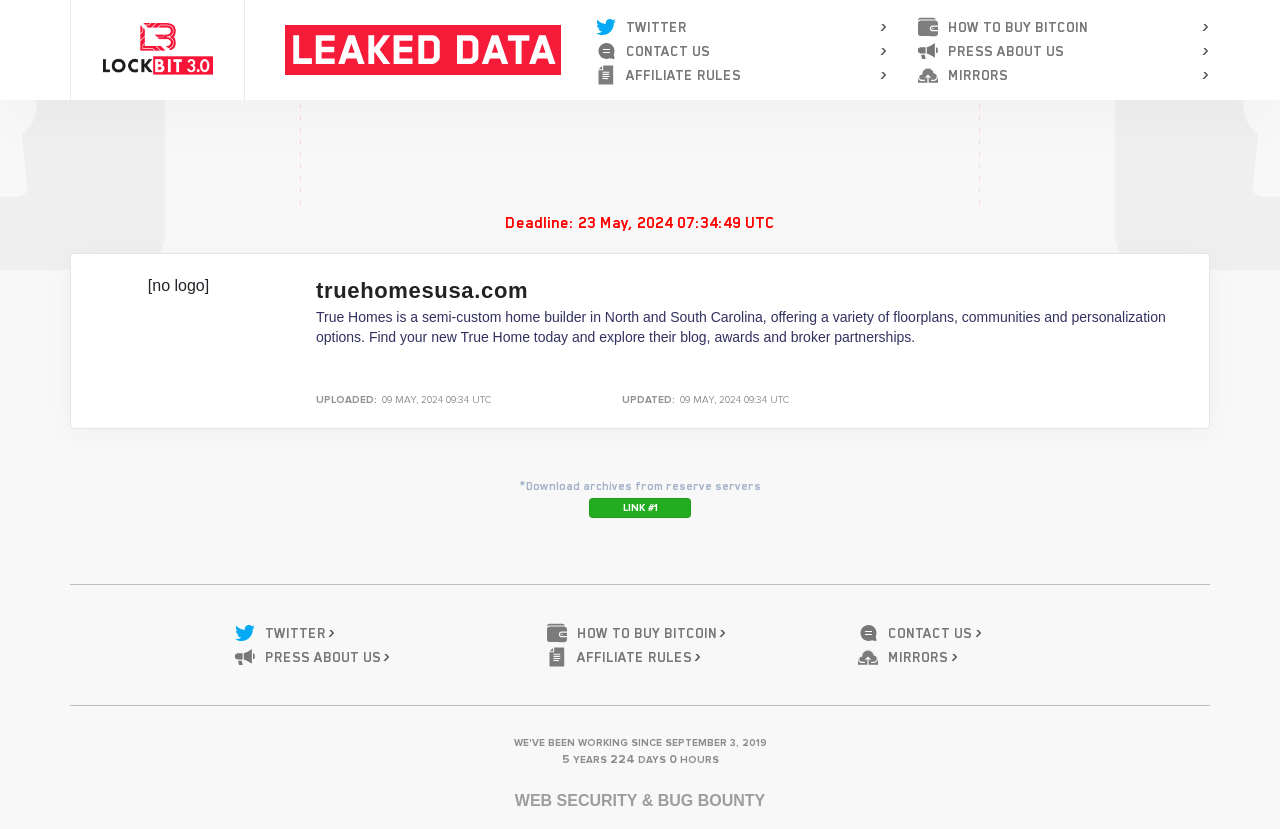 LOCKBIT 3.0
LEAKED DATA
TWITTER >
CONTACT US >
AFFILIATE RULES >
HOW TO BUY BITCOIN >
PRESS ABOUT US >
MIRRORS >
Deadline: 23 May, 2024 07:34:49 UTC
[no logo]
truehomesusa.com
True Homes is a semi-custom home builder in North and South Carolina, offering a variety of floorplans, communities and personalization
options. Find your new True Home today and explore their blog, awards and broker partnerships.
UPLOADED: 09 MAY, 2024 09:34 UTC
UPDATED: 09 MAY, 2024 09:34 UTC
*Download archives from reserve servers
LINK #1
TWITTER >
PRESS ABOUT US >
HOW TO BUY BITCOIN >
AFFILIATE RULES >
CONTACT US >
MIRRORS >
WE'VE BEEN WORKING SINCE SEPTEMBER 3, 2019
5 YEARS 224 DAYS 0 HOURS
WEB SECURITY & BUG BOUNTY